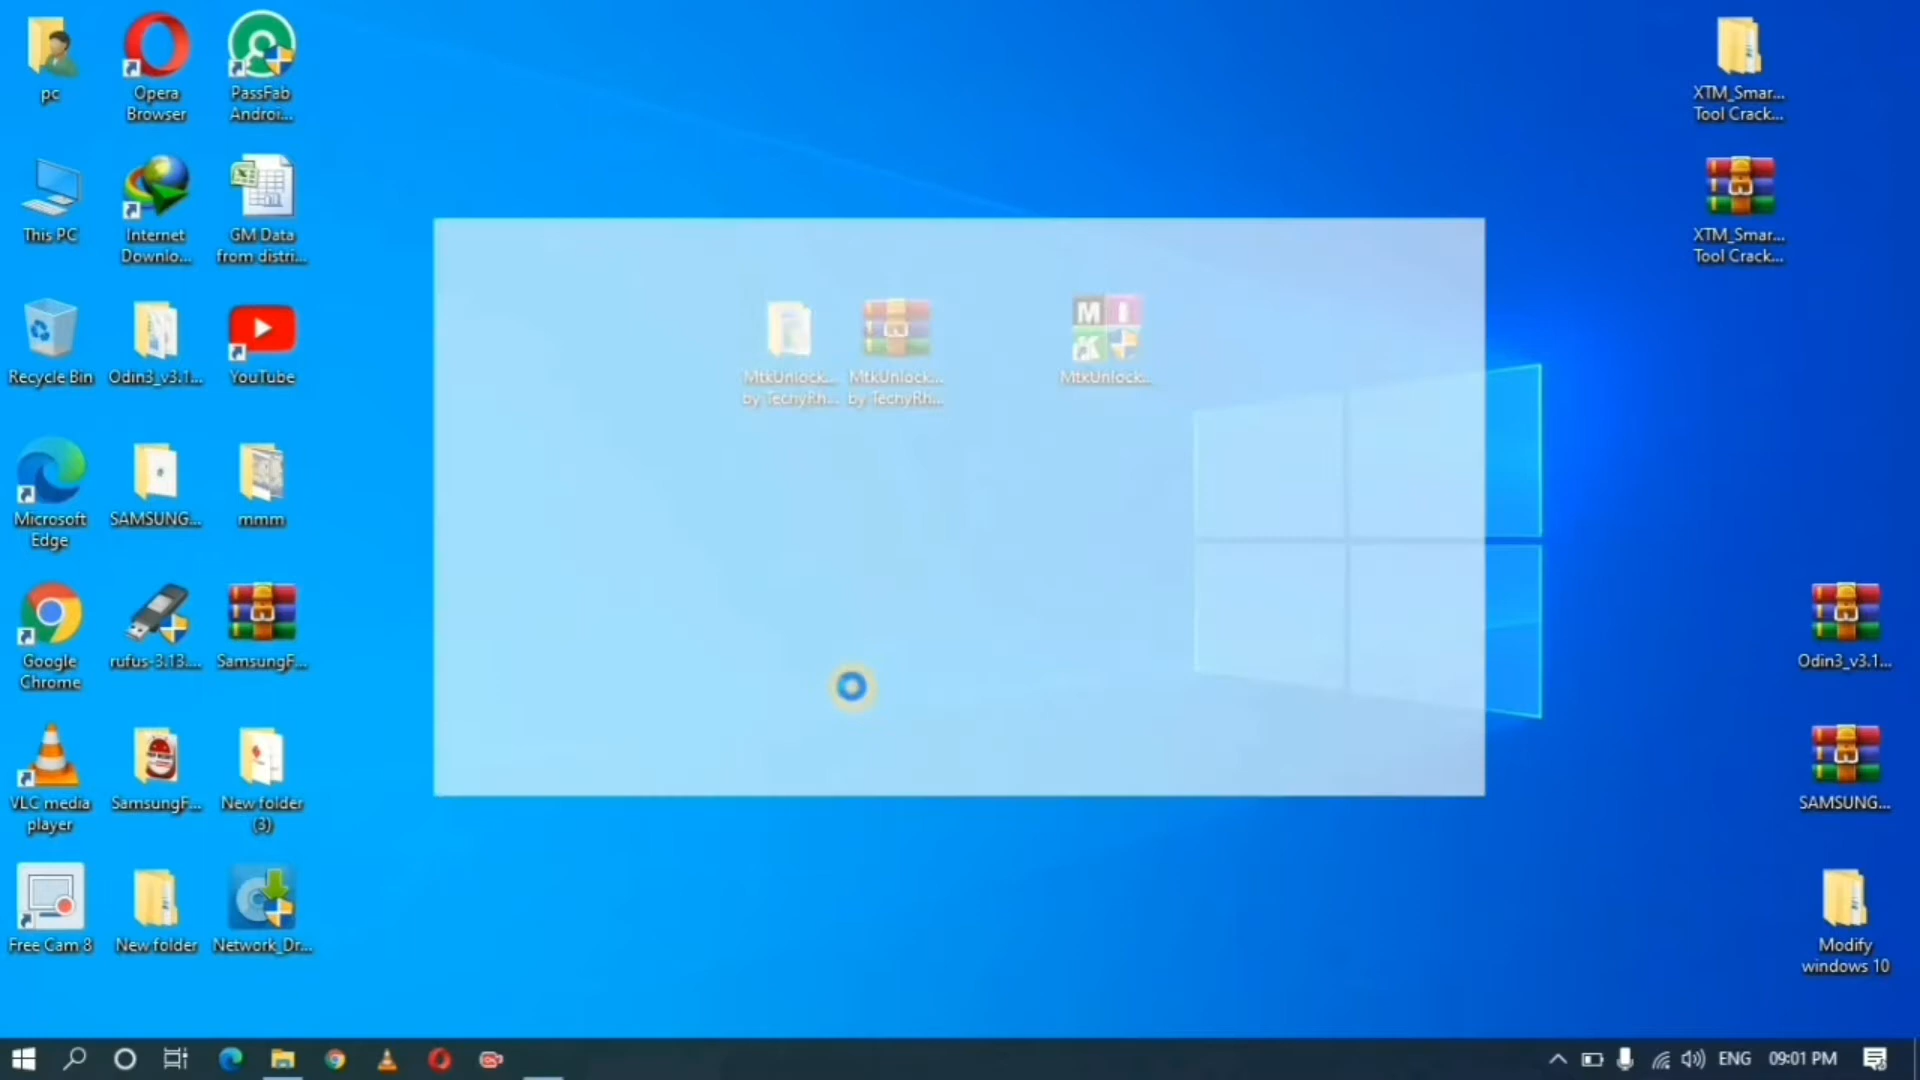 pc
Opera
Browser
PassFab
Androi...
This PC
Internet
Downlo...
GM Data
from distri...
Recycle Bin
Odin3_v3.1...
YouTube
Microsoft
Edge
SAMSUNG...
mmm
Google
Chrome
rufus-3.13....
SamsungF...
VLC media
player
SamsungF...
New folder
(3)
Free Cam 8
New folder
Network_Dr...
MtkUnlock...
by TechyRh...
MtkUnlock...
by TechyRh...
M
MtkUnlock...
XTM_Smar...
Tool Crack...
XTM_Smar...
Tool Crack...
Odin3_v3.1...
SAMSUNG...
Modify
windows 10
ENG
09:01 PM